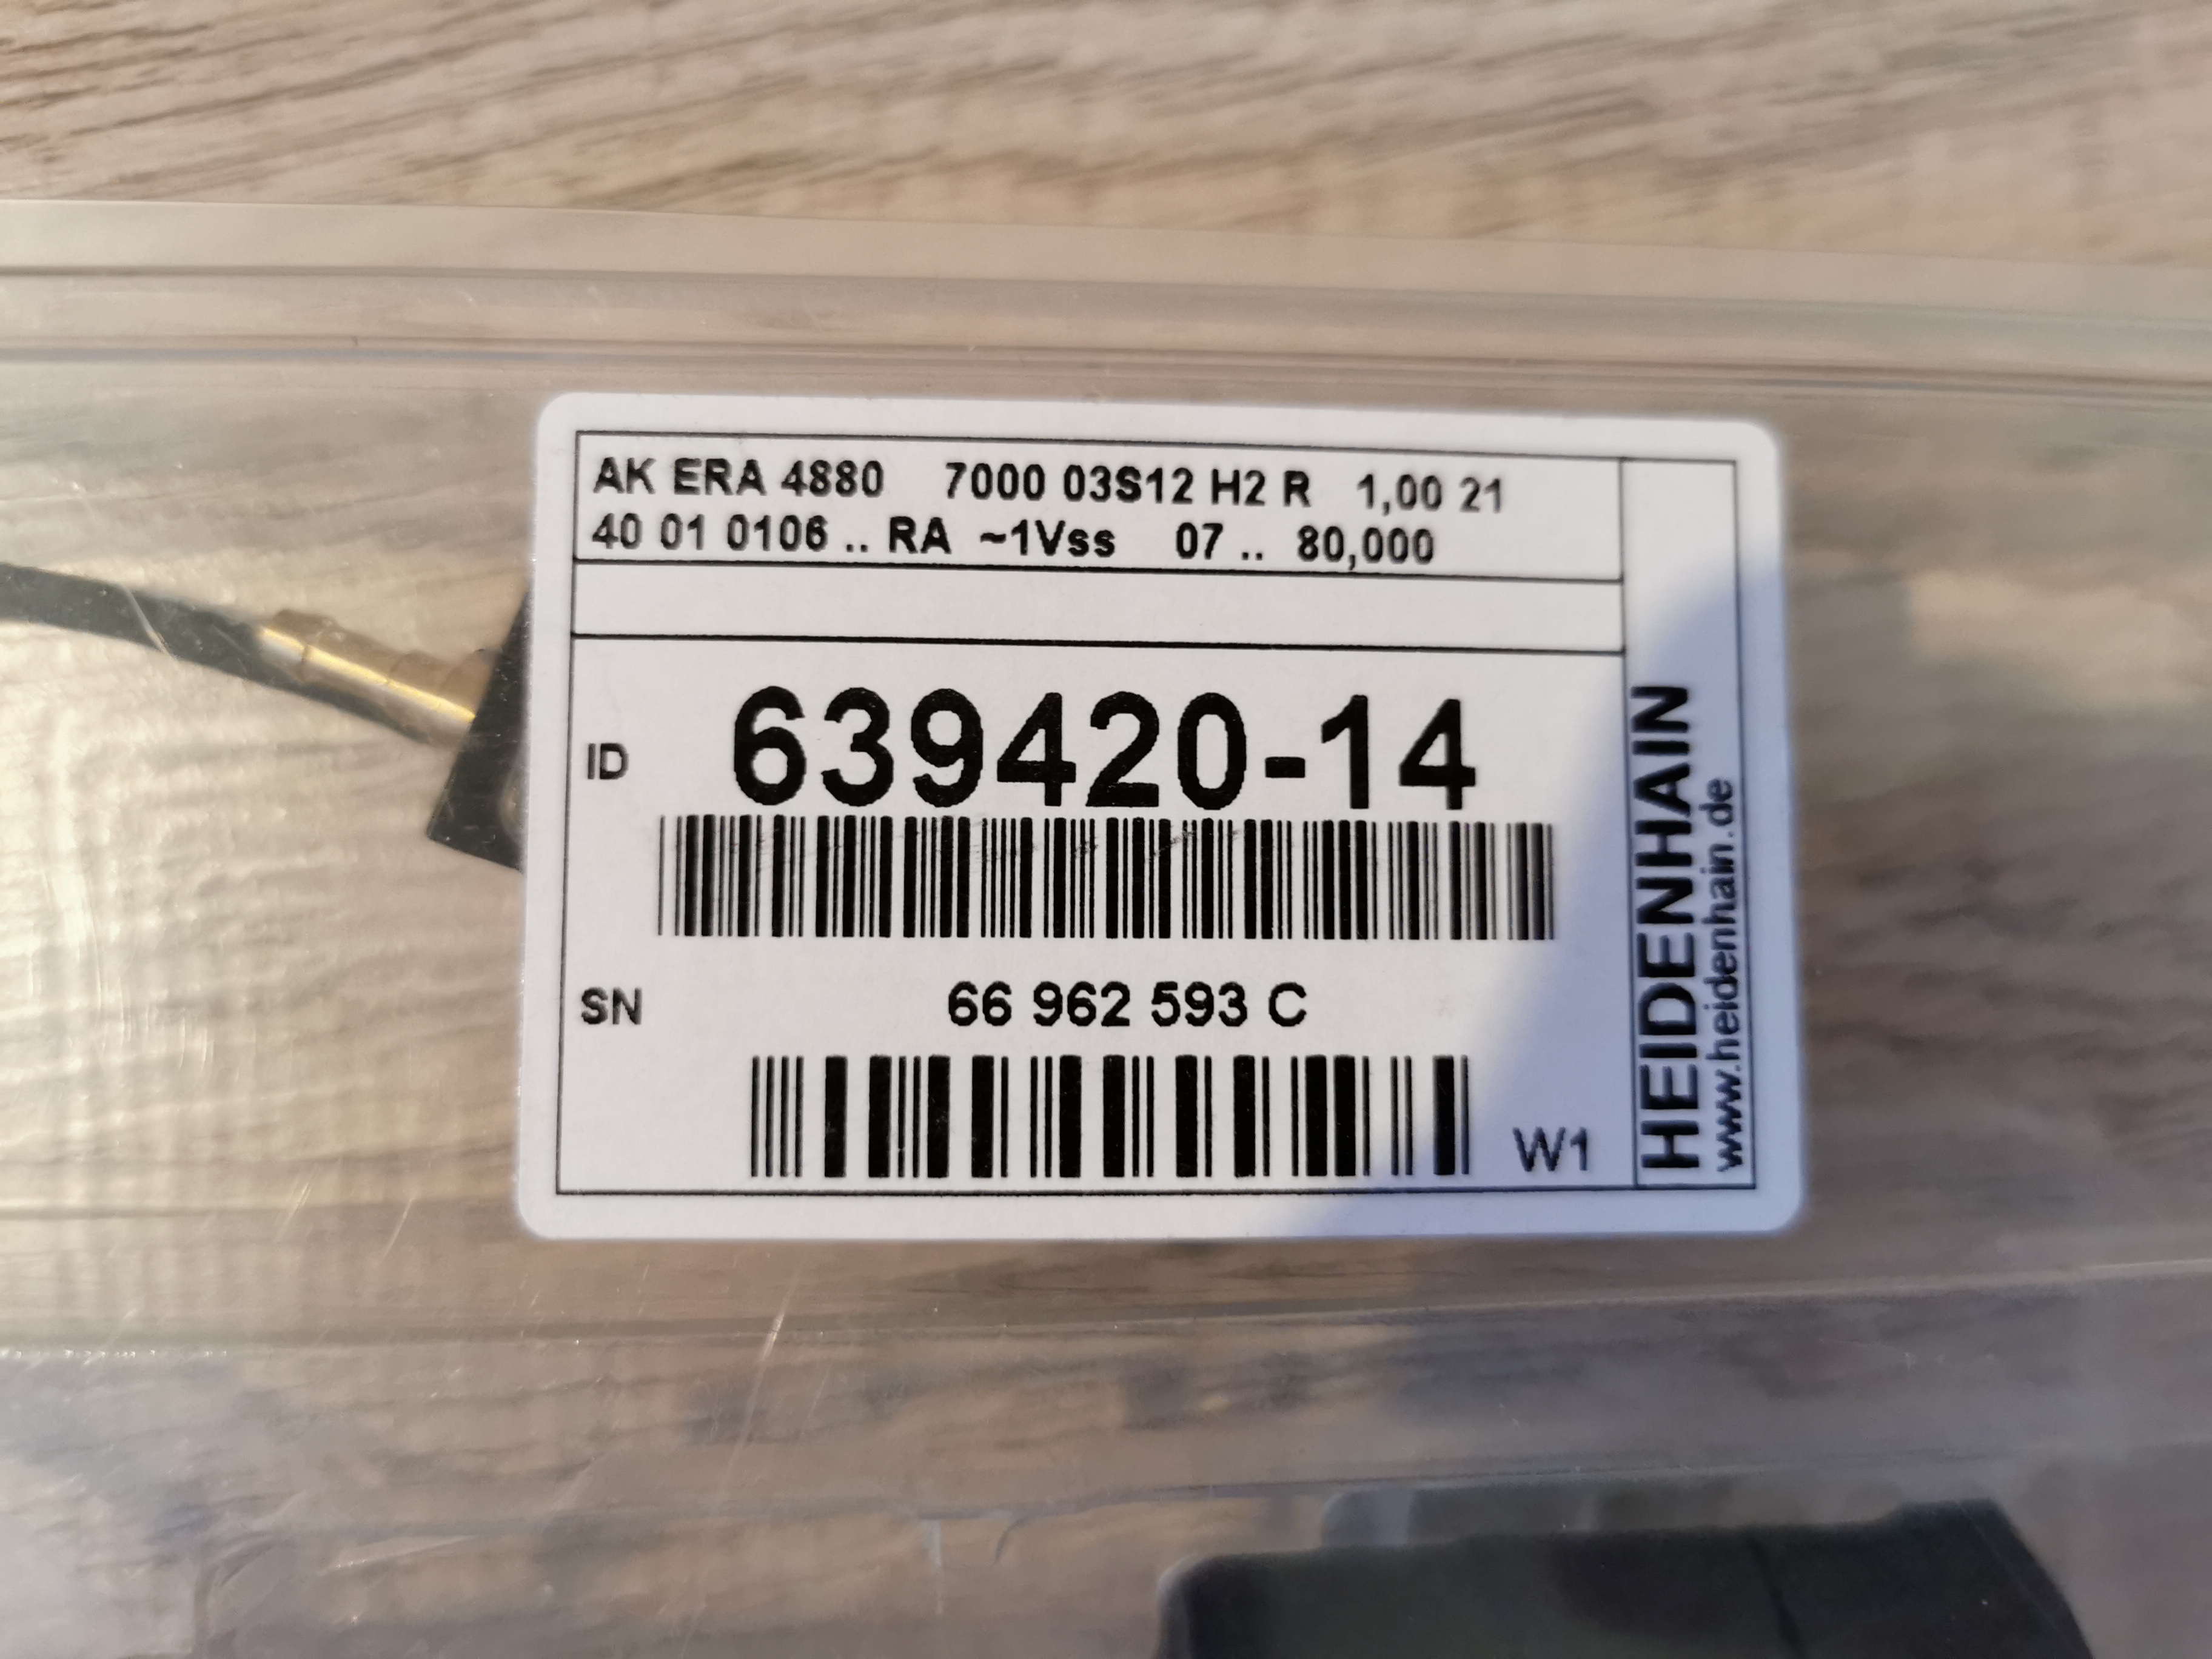 AK ERA 4880 7000 03S12 H2 R 1,00 21
40 01 0106 .. RA ~1Vss 07 .. 80,000
ID 639420-14
SN 66 962 593 C
W1
HEIDENHAIN
www.heidenhain.de